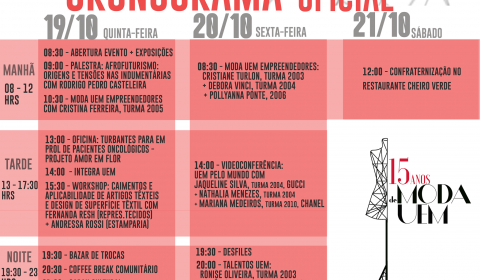 CRONOGRAMA OFICIAL
19/10 QUINTA-FEIRA
20/10 SEXTA-FEIRA
21/10 SÁBADO
MANHÃ
08 - 12
HRS
08:30 - ABERTURA EVENTO + EXPOSIÇÕES
09:00 - PALESTRA: AFROFUTURISMO:
ORIGENS E TENSÕES NAS INDUMENTÁRIAS
COM RODRIGO PEDRO CASTELEIRA
10:30 - MODA UEM EMPREENDEDORES
COM CRISTINA FERREIRA, TURMA 2005
08:30 - MODA UEM EMPREENDEDORES:
CRISTIANE TURLON, TURMA 2003
+ DEBORA VINCI, TURMA 2004
+ POLLYANNA PÔNTE, 2006
12:00 - CONFRATERNIZAÇÃO NO
RESTAURANTE CHEIRO VERDE
TARDE
13 - 17:30
HRS
13:00 - OFICINA: TURBANTES PARA EM
PROL DE PACIENTES ONCOLÓGICOS -
PROJETO AMOR EM FLOR
14:00 - INTEGRA UEM
15:30 - WORKSHOP: CAIMENTOS E
APLICABILIDADE DE ARTIGOS TÊXTEIS
E DESIGN DE SUPERFICIE TÊXTIL COM
FERNANDA RESH (REPRES.TECIDOS)
+ ANDRESSA ROSSI (ESTAMPARIA)
14:00 - VIDEOCONFERÊNCIA:
UEM PELO MUNDO COM
JAQUELINE SILVA, TURMA 2004, GUCCI
+ NATHALIA MENEZES, TURMA 2004
+ MARIANA MEDEIROS, TURMA 2010, CHANEL
15 ANOS
de MODA
UEM
NOITE
19:30 - 23
19:30 - BAZAR DE TROCAS
20:30 - COFFEE BREAK COMUNITÁRIO
19:30 - DESFILES
20:00 - TALENTOS UEM:
RONISE OLIVEIRA, TURMA 2003